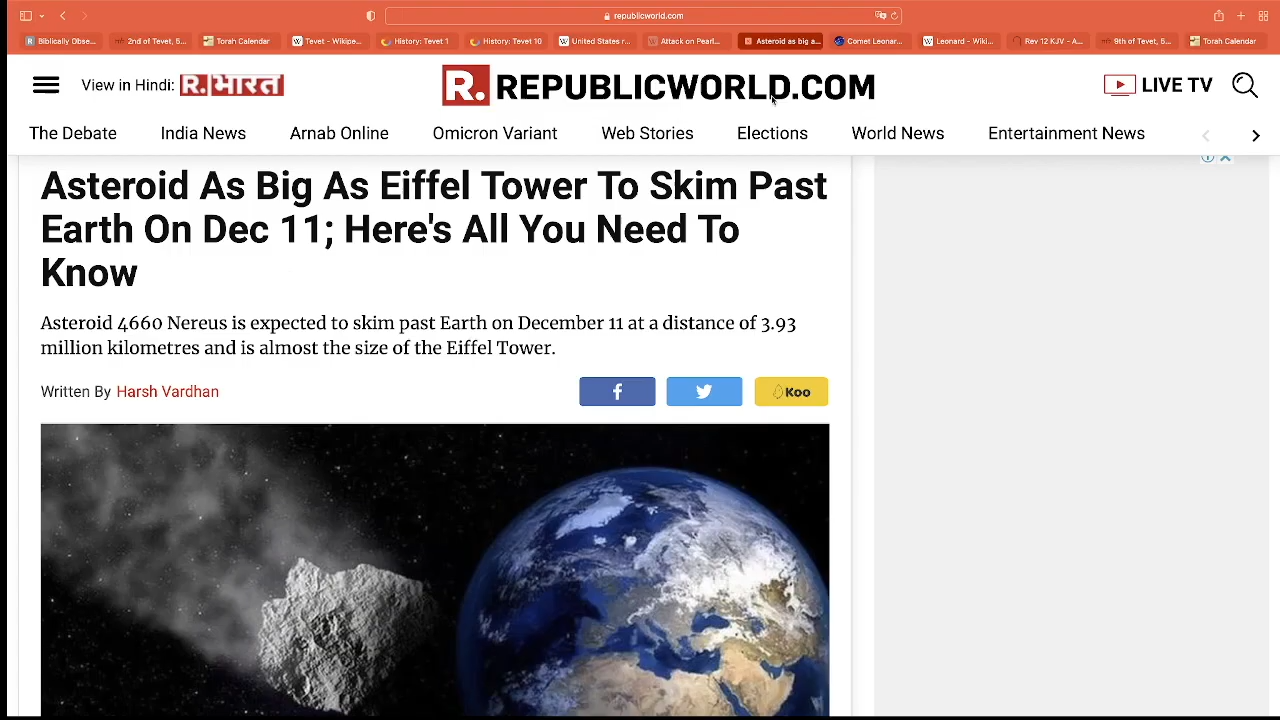 republicworld.com
Biblically Obse...
2nd of Tevet, 5...
Torah Calendar
Tevet - Wikipe...
History: Tevet 1
History: Tevet 10
United States r...
Attack on Pearl...
Asteroid as big a...
Comet Leonar...
Leonard - Wiki...
Rev 12 KJV - A...
9th of Tevet, 5...
Torah Calendar
View in Hindi: R.भारत
R. REPUBLICWORLD.COM
LIVE TV
The Debate
India News
Arnab Online
Omicron Variant
Web Stories
Elections
World News
Entertainment News
Asteroid As Big As Eiffel Tower To Skim Past
Earth On Dec 11; Here's All You Need To
Know
Asteroid 4660 Nereus is expected to skim past Earth on December 11 at a distance of 3.93
million kilometres and is almost the size of the Eiffel Tower.
Written By Harsh Vardhan
Koo